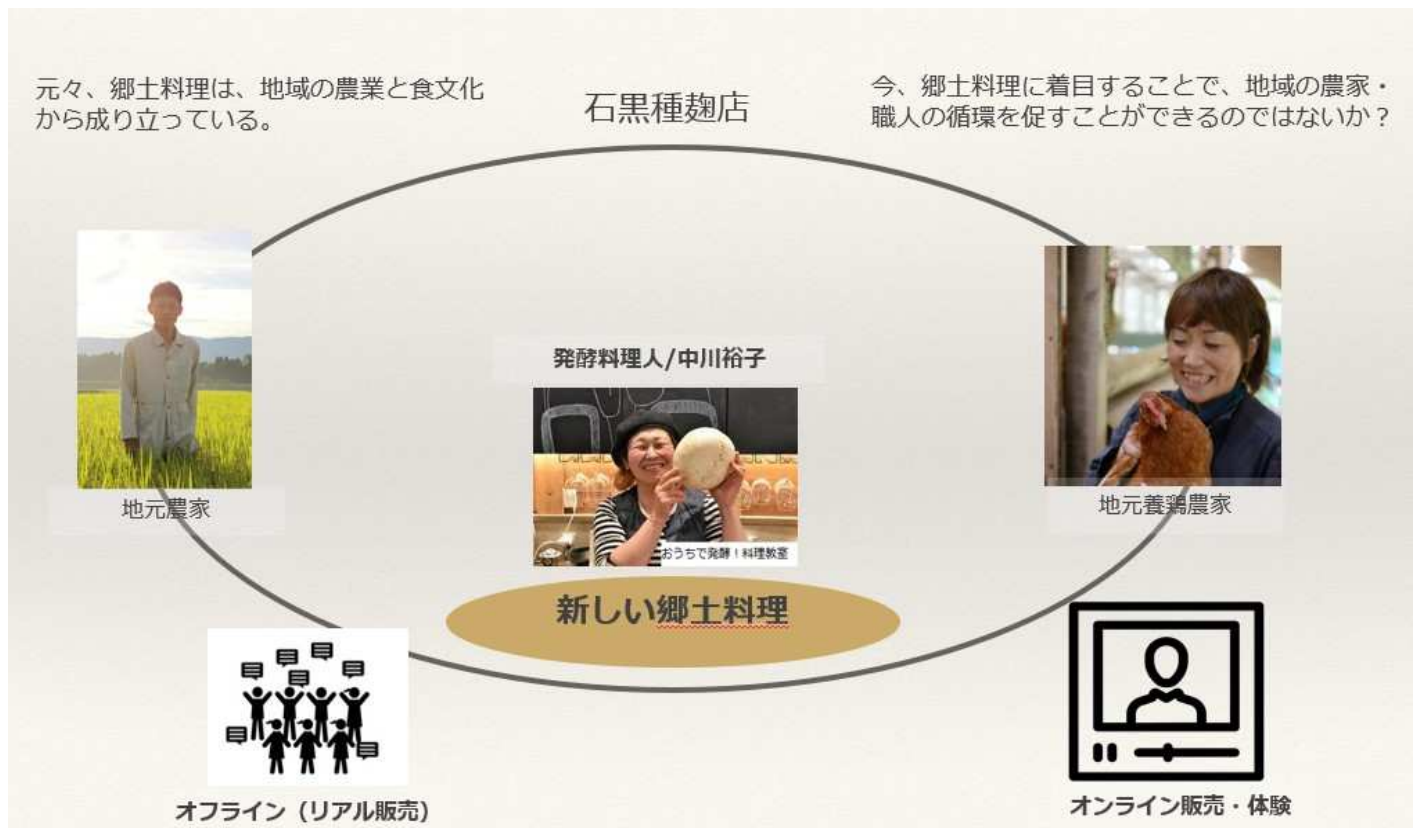 元々、郷土料理は、地域の農業と食文化
から成り立っている。
石黒種麹店
今、郷土料理に着目することで、地域の農家・
職人の循環を促すことができるのではないか？
発酵料理人/中川裕子
おうちで発酵！料理教室
地元農家
地元養鶏農家
新しい郷土料理
オフライン（リアル販売）
オンライン販売・体験